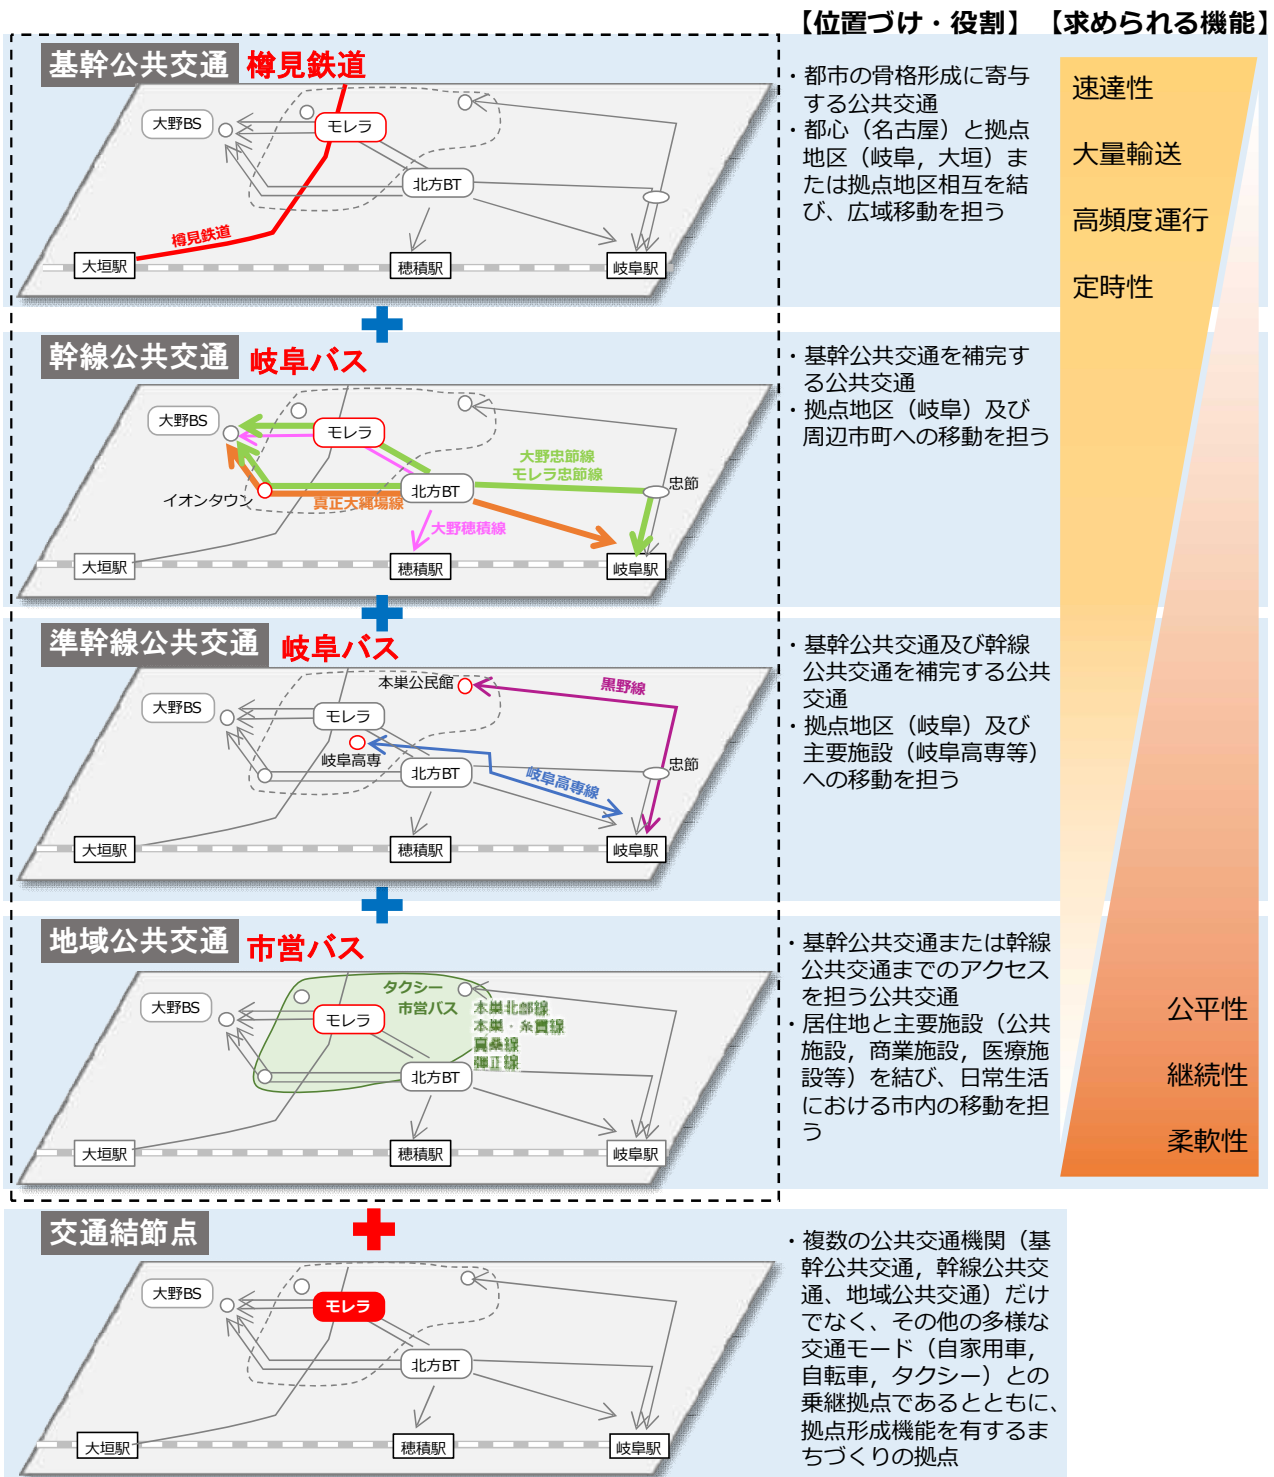 【位置づけ・役割】
【求められる機能】
基幹公共交通
樽見鉄道
大野BS
モレラ
北方BT
樽見鉄道
大垣駅
穂積駅
岐阜駅
・都市の骨格形成に寄与
する公共交通
・都心（名古屋）と拠点
地区（岐阜，大垣）ま
たは拠点地区相互を結
び、広域移動を担う
速達性
大量輸送
高頻度運行
定時性
幹線公共交通
岐阜バス
大野BS
モレラ
大野忠節線
モレラ忠節線
忠節
イオンタウン
真正大縄場線
北方BT
大野穂積線
大垣駅
穂積駅
岐阜駅
・基幹公共交通を補完す
る公共交通
・拠点地区（岐阜）及び
周辺市町への移動を担う
準幹線公共交通
岐阜バス
本巣公民館
黒野線
大野BS
モレラ
岐阜高専
北方BT
忠節
岐阜高専線
大垣駅
穂積駅
岐阜駅
・基幹公共交通及び幹線
公共交通を補完する公共
交通
・拠点地区（岐阜）及び
主要施設（岐阜高専等）
への移動を担う
地域公共交通
市営バス
タクシー
市営バス
大野BS
モレラ
本巣北部線
本巣・糸貫線
真桑線
弾正線
北方BT
大垣駅
穂積駅
岐阜駅
・基幹公共交通または幹線
公共交通までのアクセス
を担う公共交通
・居住地と主要施設（公共
施設，商業施設，医療施
設等）を結び、日常生活
における市内の移動を担
う
公平性
継続性
柔軟性
交通結節点
大野BS
モレラ
北方BT
大垣駅
穂積駅
岐阜駅
・複数の公共交通機関（基
幹公共交通，幹線公共交
通、地域公共交通）だけ
でなく、その他の多様な
交通モード（自家用車，
自転車，タクシー）との
乗継拠点であるとともに、
拠点形成機能を有するま
ちづくりの拠点